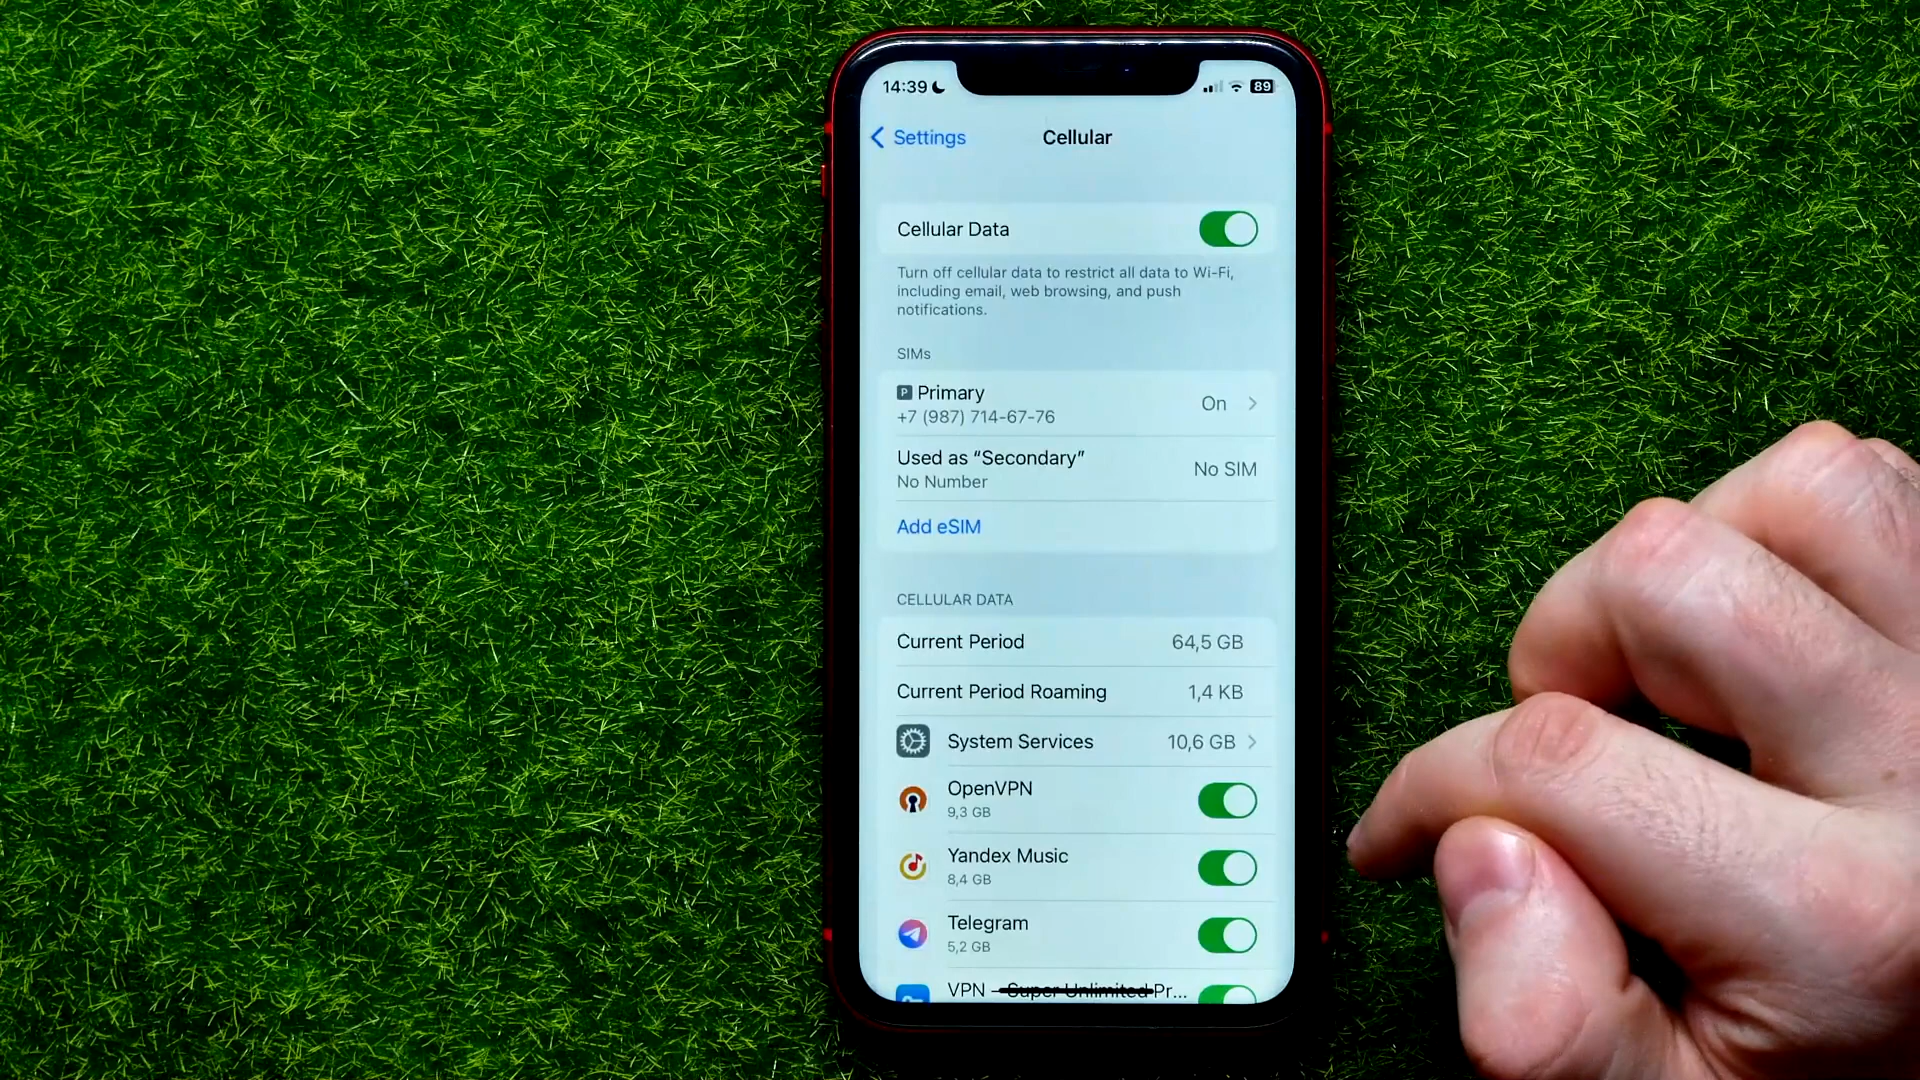 14:39
89
Settings
Cellular
Cellular Data
Turn off cellular data to restrict all data to Wi-Fi,
including email, web browsing, and push
notifications.
SIMs
P Primary
On
+7 (987) 714-67-76
Used as “Secondary”
No SIM
No Number
Add eSIM
CELLULAR DATA
Current Period
64,5 GB
Current Period Roaming
1,4 KB
System Services
10,6 GB
OpenVPN
9,3 GB
Yandex Music
8,4 GB
Telegram
5,2 GB
VPN – Super Unlimited Pr...